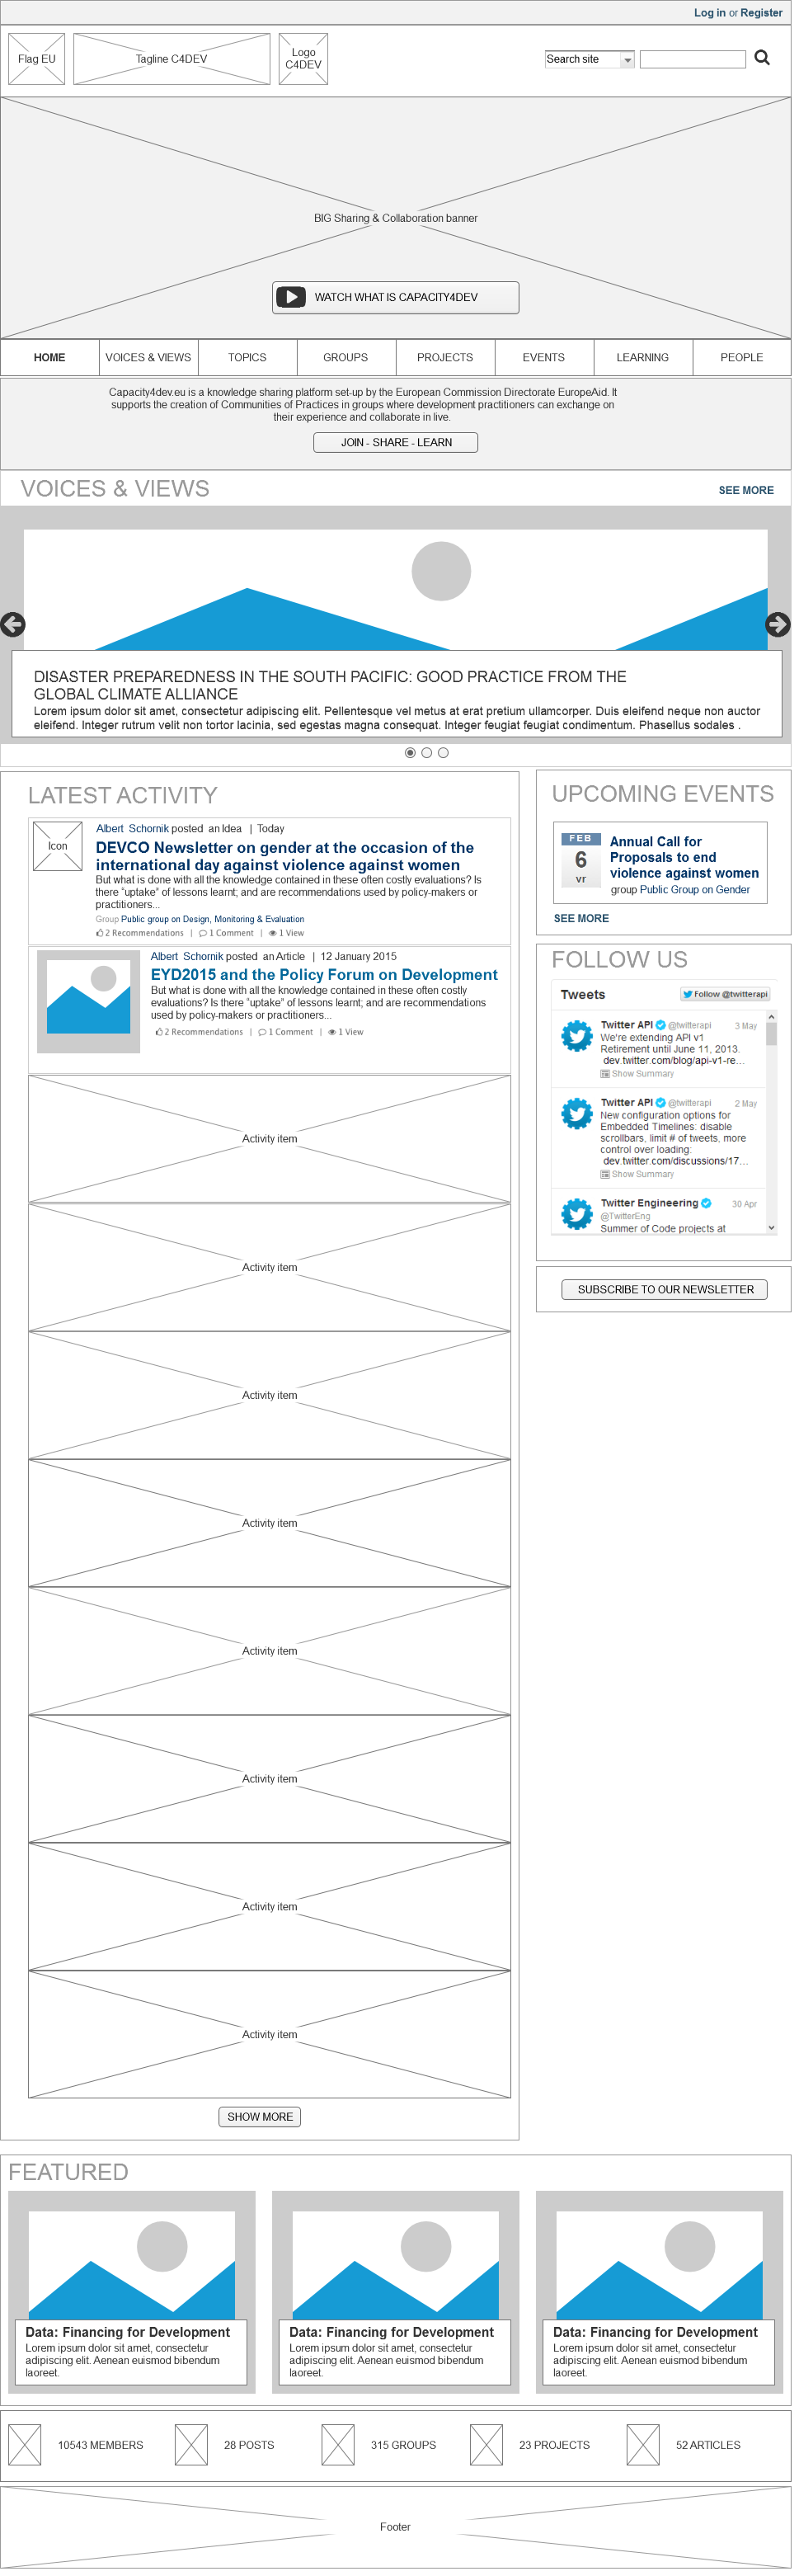 Log in or Register
Flag EU
Tagline C4DEV
Logo
C4DEV
Search site
BIG Sharing & Collaboration banner
WATCH WHAT IS CAPACITY4DEV
HOME
VOICES & VIEWS
TOPICS
GROUPS
PROJECTS
EVENTS
LEARNING
PEOPLE
Capacity4dev.eu is a knowledge sharing platform set-up by the European Commission Directorate EuropeAid. It
supports the creation of Communities of Practices in groups where development practitioners can exchange on
their experience and collaborate in live.
JOIN - SHARE - LEARN
VOICES & VIEWS
SEE MORE
DISASTER PREPAREDNESS IN THE SOUTH PACIFIC: GOOD PRACTICE FROM THE
GLOBAL CLIMATE ALLIANCE
Lorem ipsum dolor sit amet, consectetur adipiscing elit. Pellentesque vel metus at erat pretium ullamcorper. Duis eleifend neque non auctor
eleifend. Integer rutrum velit non tortor lacinia, sed egestas magna consequat. Integer feugiat feugiat condimentum. Phasellus sodales .
LATEST ACTIVITY
Icon
Albert Schornik posted an Idea | Today
DEVCO Newsletter on gender at the occasion of the
international day against violence against women
But what is done with all the knowledge contained in these often costly evaluations? Is
there “uptake” of lessons learnt; and are recommendations used by policy-makers or
practitioners...
Group Public group on Design, Monitoring & Evaluation
2 Recommendations | 1 Comment | 1 View
Albert Schornik posted an Article | 12 January 2015
EYD2015 and the Policy Forum on Development
But what is done with all the knowledge contained in these often costly
evaluations? Is there “uptake” of lessons learnt; and are recommendations
used by policy-makers or practitioners...
2 Recommendations | 1 Comment | 1 View
Activity item
Activity item
Activity item
Activity item
Activity item
Activity item
Activity item
Activity item
SHOW MORE
UPCOMING EVENTS
FEB
6
vr
Annual Call for
Proposals to end
violence against women
group Public Group on Gender
SEE MORE
FOLLOW US
Tweets
Follow @twitterapi
Twitter API @twitterapi 3 May
We're extending API v1
Retirement until June 11, 2013.
dev.twitter.com/blog/api-v1-re...
Show Summary
Twitter API @twitterapi 2 May
New configuration options for
Embedded Timelines: disable
scrollbars, limit # of tweets, more
control over loading:
dev.twitter.com/discussions/17...
Show Summary
Twitter Engineering 30 Apr
@TwitterEng
Summer of Code projects at
SUBSCRIBE TO OUR NEWSLETTER
FEATURED
Data: Financing for Development
Lorem ipsum dolor sit amet, consectetur
adipiscing elit. Aenean euismod bibendum
laoreet.
Data: Financing for Development
Lorem ipsum dolor sit amet, consectetur
adipiscing elit. Aenean euismod bibendum
laoreet.
Data: Financing for Development
Lorem ipsum dolor sit amet, consectetur
adipiscing elit. Aenean euismod bibendum
laoreet.
10543 MEMBERS
28 POSTS
315 GROUPS
23 PROJECTS
52 ARTICLES
Footer